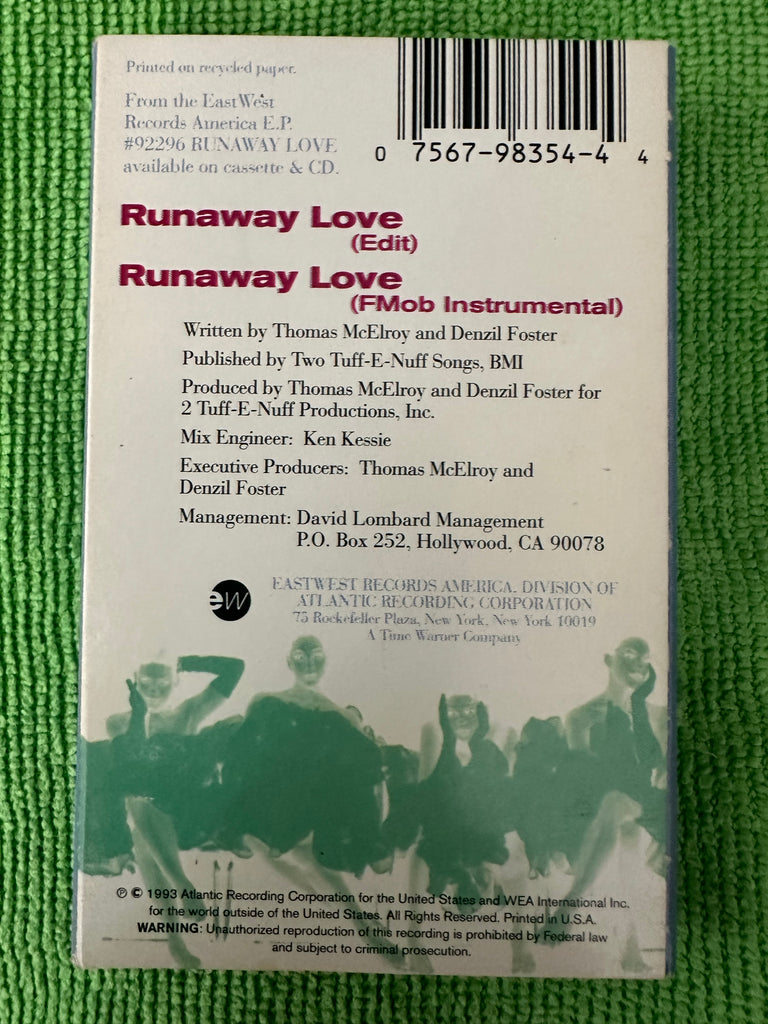 Printed on recycled paper.
From the EastWest
Records America E.P.
#92296 RUNAWAY LOVE
available on cassette & CD.
0 7567-98354-4 4
Runaway Love
(Edit)
Runaway Love
(FMob Instrumental)
Written by Thomas McElroy and Denzil Foster
Published by Two Tuff-E-Nuff Songs, BMI
Produced by Thomas McElroy and Denzil Foster for
2 Tuff-E-Nuff Productions, Inc.
Mix Engineer: Ken Kessie
Executive Producers: Thomas McElroy and
Denzil Foster
Management: David Lombard Management
P.O. Box 252, Hollywood, CA 90078
ew
EASTWEST RECORDS AMERICA. DIVISION OF
ATLANTIC RECORDING CORPORATION
75 Rockefeller Plaza, New York, New York 10019
A Time Warner Company
℗ © 1993 Atlantic Recording Corporation for the United States and WEA International Inc.
for the world outside of the United States. All Rights Reserved. Printed in U.S.A.
WARNING: Unauthorized reproduction of this recording is prohibited by Federal law
and subject to criminal prosecution.